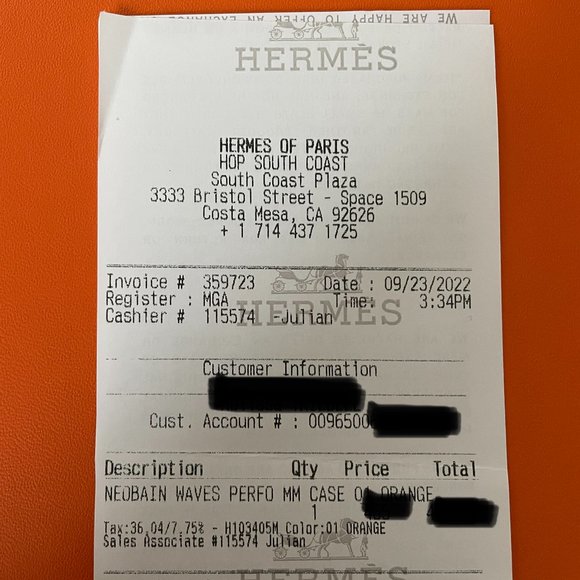 WE ARE HAPPY TO OFFER AN EXCHANGE O
HERMÈS
HERMES OF PARIS
HOP SOUTH COAST
South Coast Plaza
3333 Bristol Street - Space 1509
Costa Mesa, CA 92626
+ 1 714 437 1725
Invoice # 359723 Date : 09/23/2022
Register : MGA Time: 3:34PM
HERMÈS
Cashier # 115574 -Julian
Customer Information
Cust. Account # : 0096500
Description Qty Price Total
NEOBAIN WAVES PERFO MM CASE 01 ORANGE
1
Tax:36.04/7.75% - H103405M Color:01 ORANGE
Sales Associate #115574 Julian
HERMÈS